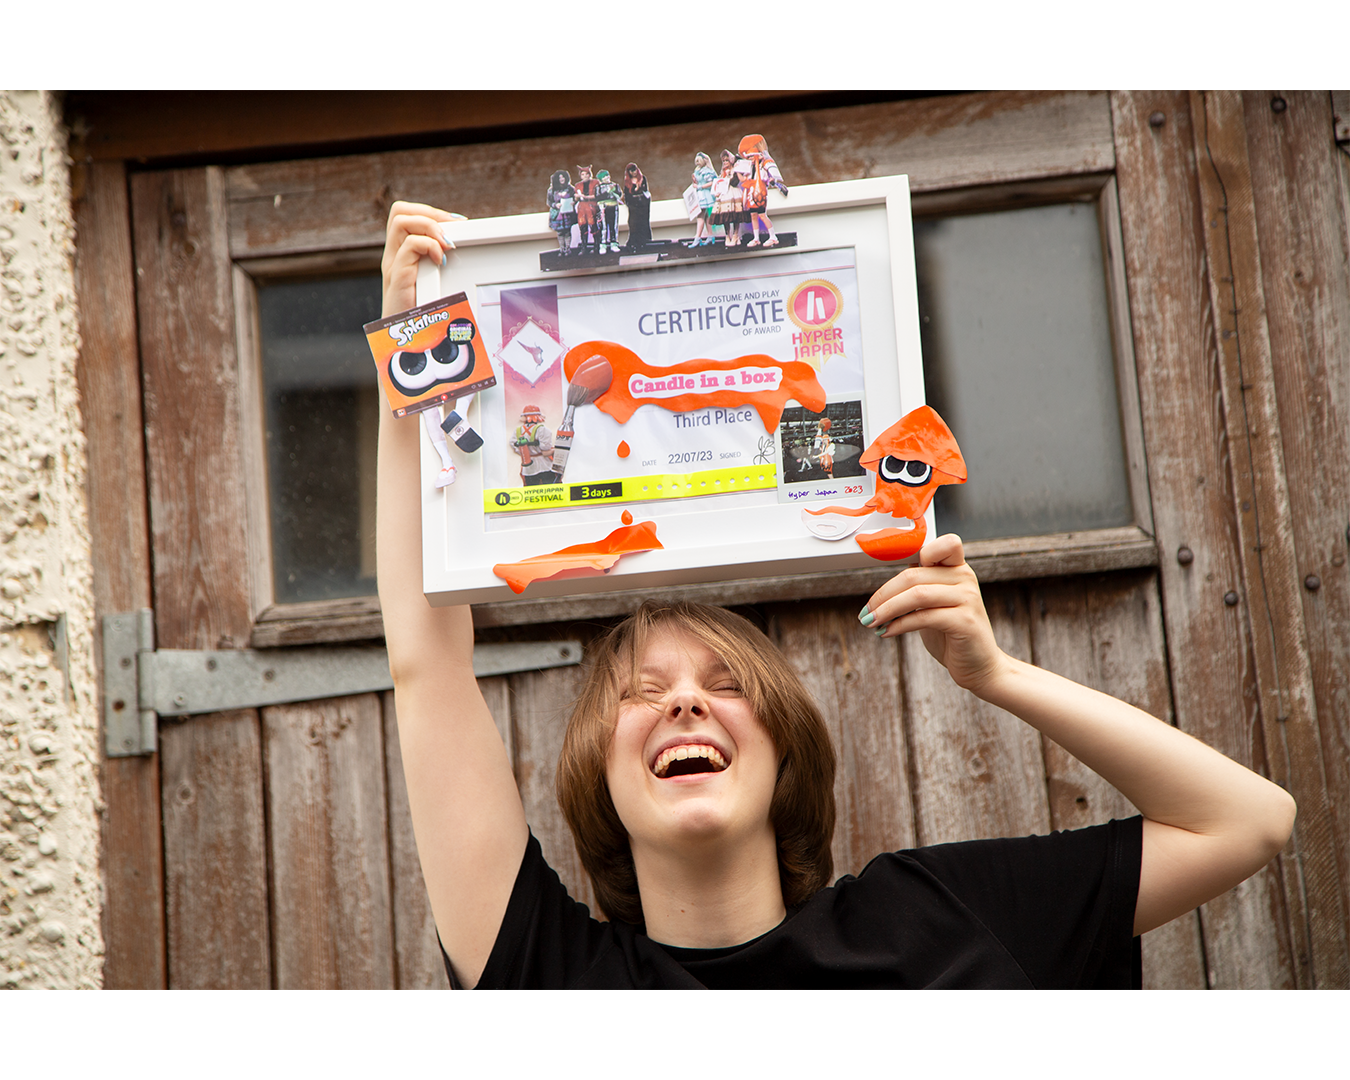 Splatune
COSTUME AND PLAY
CERTIFICATE
OF AWARD
HYPER
JAPAN
Candle in a box
Third Place
DATE 22/07/23 SIGNED
HYPER JAPAN
FESTIVAL 3 days
Hyper Japan 2023